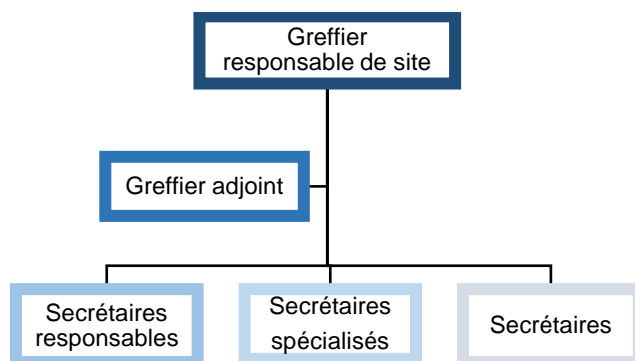 Greffier
responsable de site
Greffier adjoint
Secrétaires
responsables
Secrétaires
spécialisés
Secrétaires